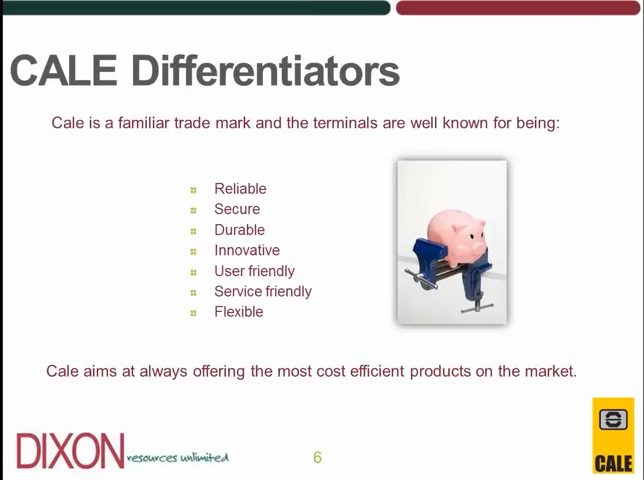 CALE Differentiators
Cale is a familiar trade mark and the terminals are well known for being:
Reliable
Secure
Durable
Innovative
User friendly
Service friendly
Flexible
Cale aims at always offering the most cost efficient products on the market.
DIXON resources unlimited
6
CALE